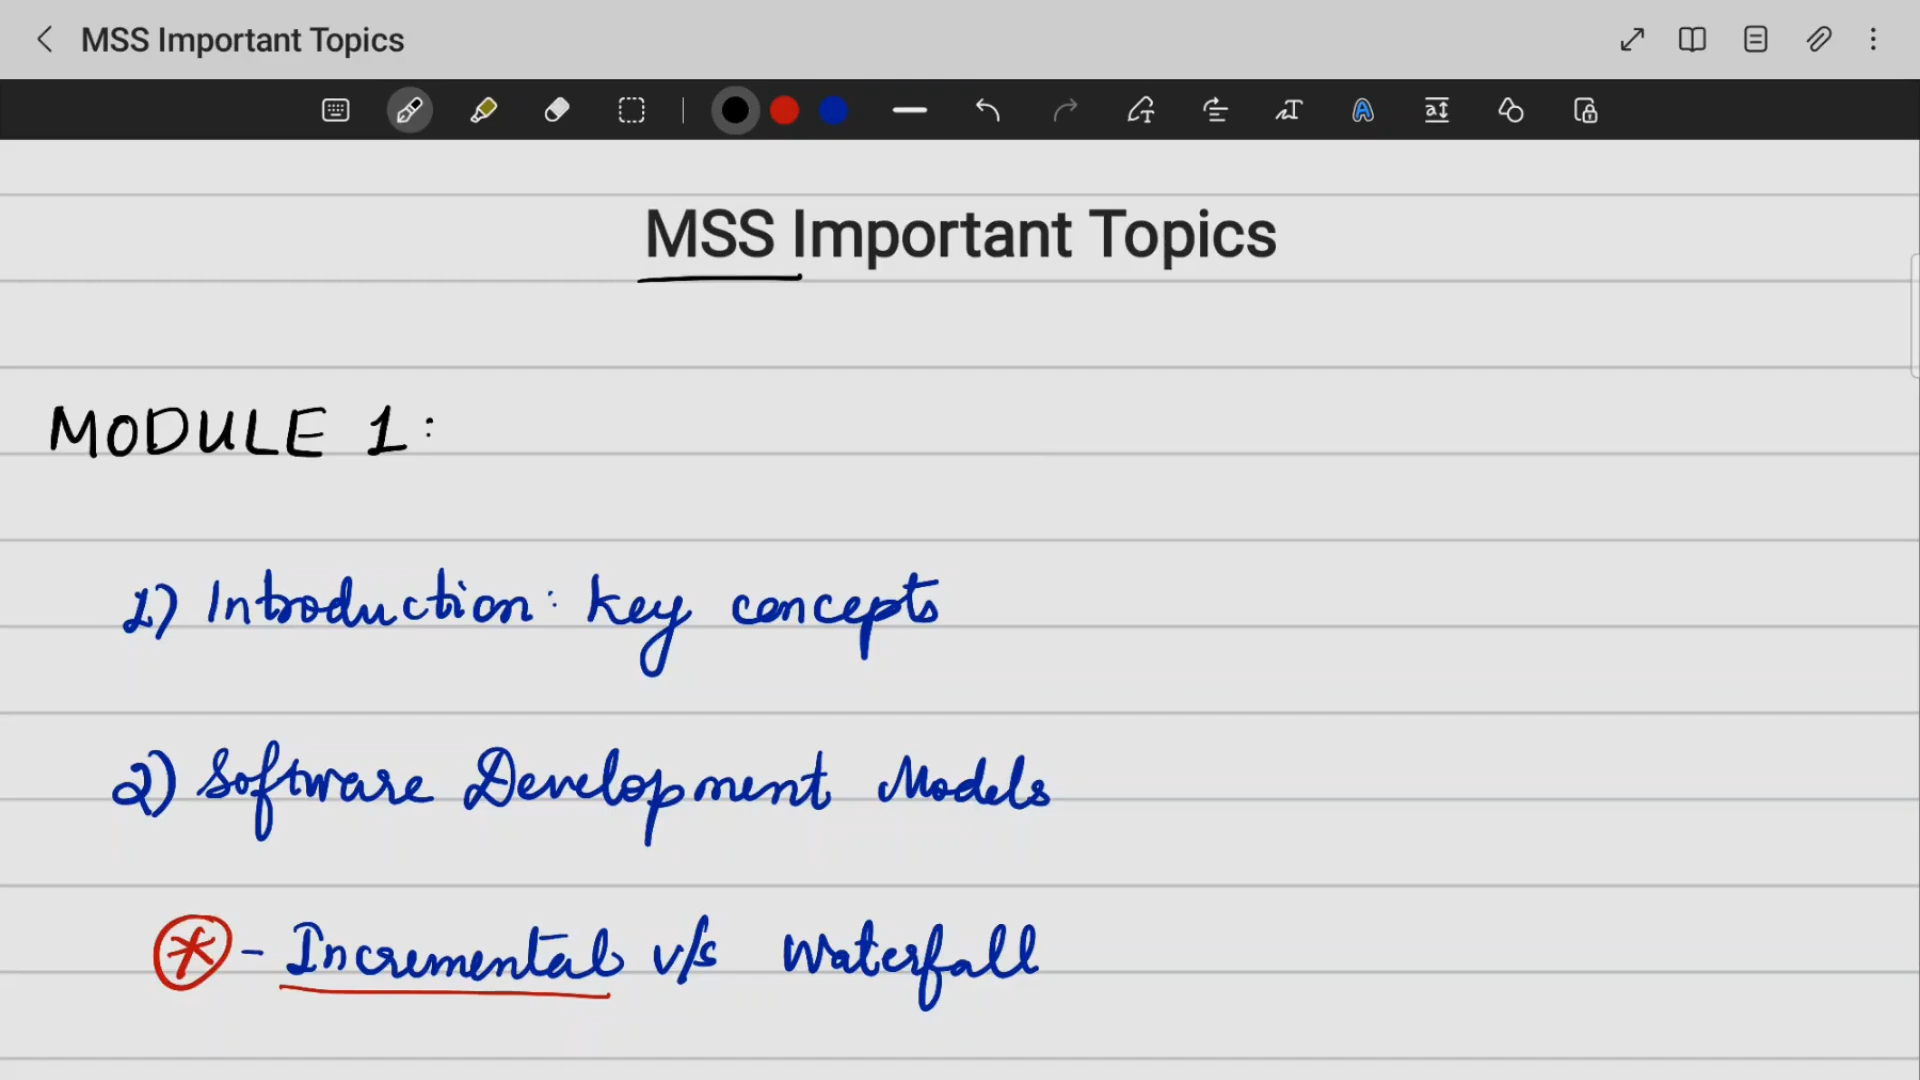 MSS Important Topics
MSS Important Topics
MODULE 1:
1) Introduction: key concepts
2) Software Development Models
* - Incremental v/s Waterfall